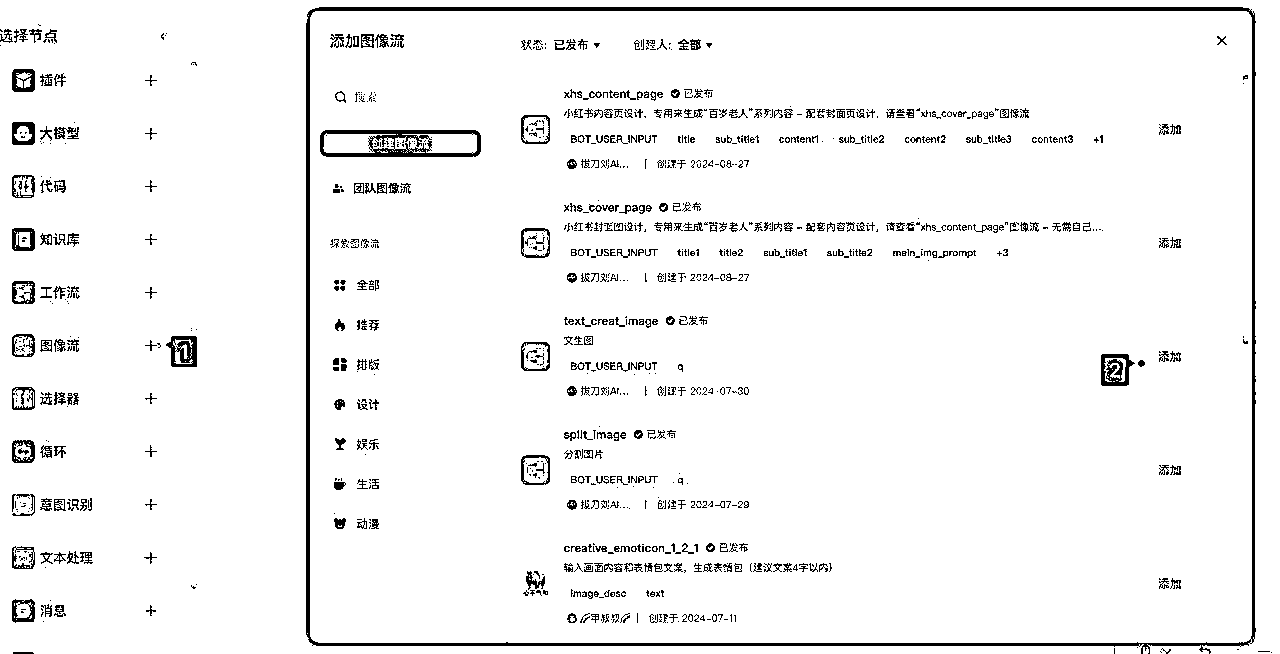 选择节点
插件
大模型
代码
知识库
工作流
图像流
1
选择器
循环
意图识别
文本处理
消息
添加图像流
搜索
创建图像流
团队图像流
探索图像流
全部
推荐
排版
设计
娱乐
生活
动漫
状态: 已发布 创建人: 全部
xhs_content_page 已发布
小红书内容页设计，专用来生成“百岁老人”系列内容 – 配套封面页设计，请查看“xhs_cover_page”图像流
BOT_USER_INPUT title sub_title1 content1 sub_title2 content2 sub_title3 content3 +1
拔刀刘AI... | 创建于 2024-08-27
添加
xhs_cover_page 已发布
小红书封面图设计，专用来生成“百岁老人”系列内容 – 配套内容页设计，请查看“xhs_content_page”图像流 – 无需自己...
BOT_USER_INPUT title1 title2 sub_title1 sub_title2 main_img_prompt +3
拔刀刘AI... | 创建于 2024-08-27
添加
text_creat_image 已发布
文生图
BOT_USER_INPUT q
拔刀刘AI... | 创建于 2024-07-30
2
添加
split_image 已发布
分割图片
BOT_USER_INPUT q
拔刀刘AI... | 创建于 2024-07-29
添加
creative_emoticon_1_2_1 已发布
输入画面内容和表情包文案，生成表情包（建议文案4字以内）
image_desc text
创建于 2024-07-11
添加